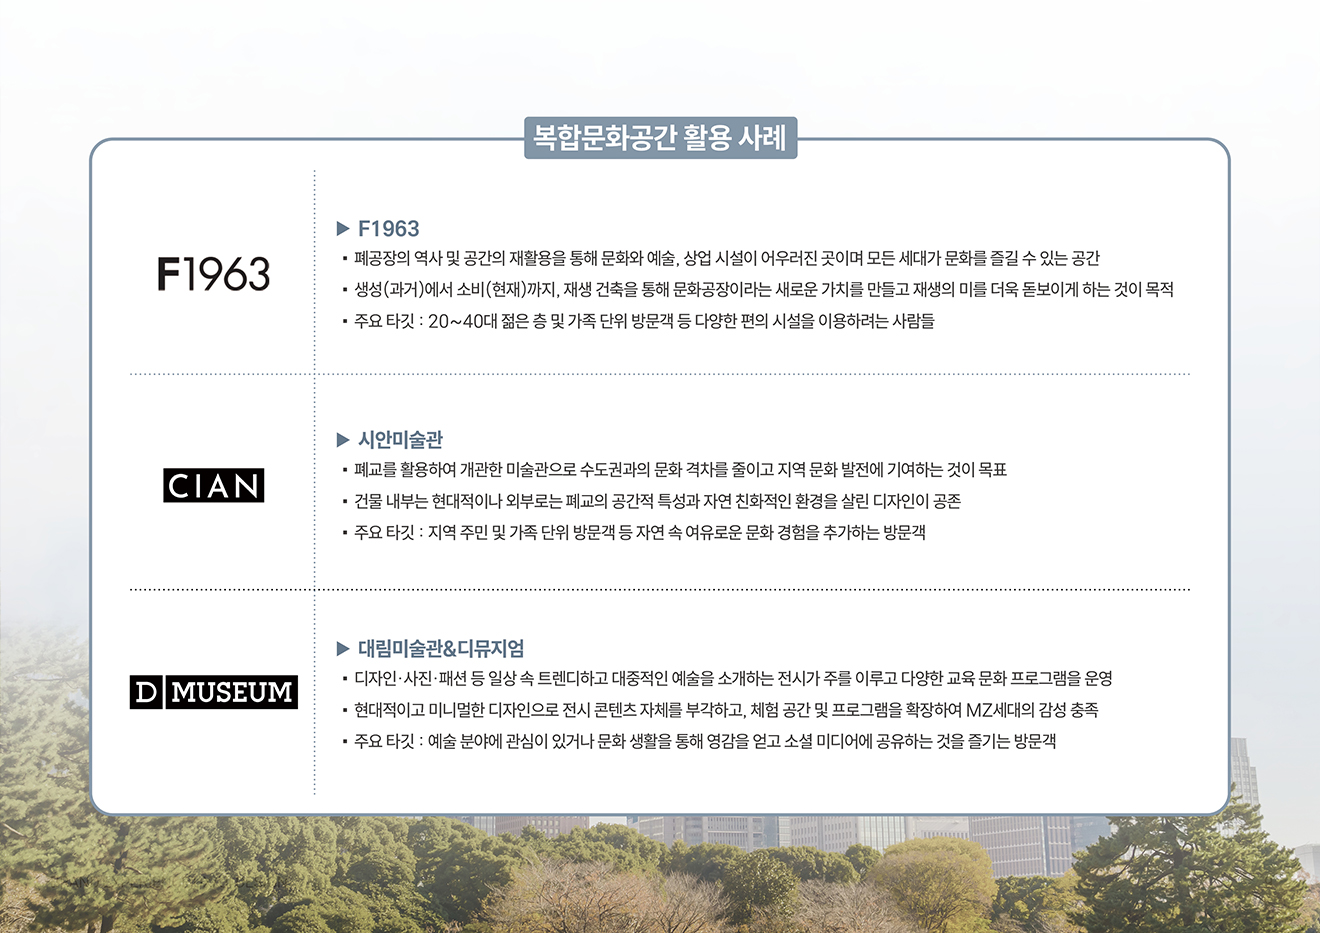 복합문화공간 활용 사례
F1963
▶ F1963
▪ 폐공장의 역사 및 공간의 재활용을 통해 문화와 예술, 상업 시설이 어우러진 곳이며 모든 세대가 문화를 즐길 수 있는 공간
▪ 생성(과거)에서 소비(현재)까지, 재생 건축을 통해 문화공장이라는 새로운 가치를 만들고 재생의 미를 더욱 돋보이게 하는 것이 목적
▪ 주요 타깃 : 20~40대 젊은 층 및 가족 단위 방문객 등 다양한 편의 시설을 이용하려는 사람들
CIAN
▶ 시안미술관
▪ 폐교를 활용하여 개관한 미술관으로 수도권과의 문화 격차를 줄이고 지역 문화 발전에 기여하는 것이 목표
▪ 건물 내부는 현대적이나 외부로는 폐교의 공간적 특성과 자연 친화적인 환경을 살린 디자인이 공존
▪ 주요 타깃 : 지역 주민 및 가족 단위 방문객 등 자연 속 여유로운 문화 경험을 추가하는 방문객
D MUSEUM
▶ 대림미술관&디뮤지엄
▪ 디자인·사진·패션 등 일상 속 트렌디하고 대중적인 예술을 소개하는 전시가 주를 이루고 다양한 교육 문화 프로그램을 운영
▪ 현대적이고 미니멀한 디자인으로 전시 콘텐츠 자체를 부각하고, 체험 공간 및 프로그램을 확장하여 MZ세대의 감성 충족
▪ 주요 타깃 : 예술 분야에 관심이 있거나 문화 생활을 통해 영감을 얻고 소셜 미디어에 공유하는 것을 즐기는 방문객